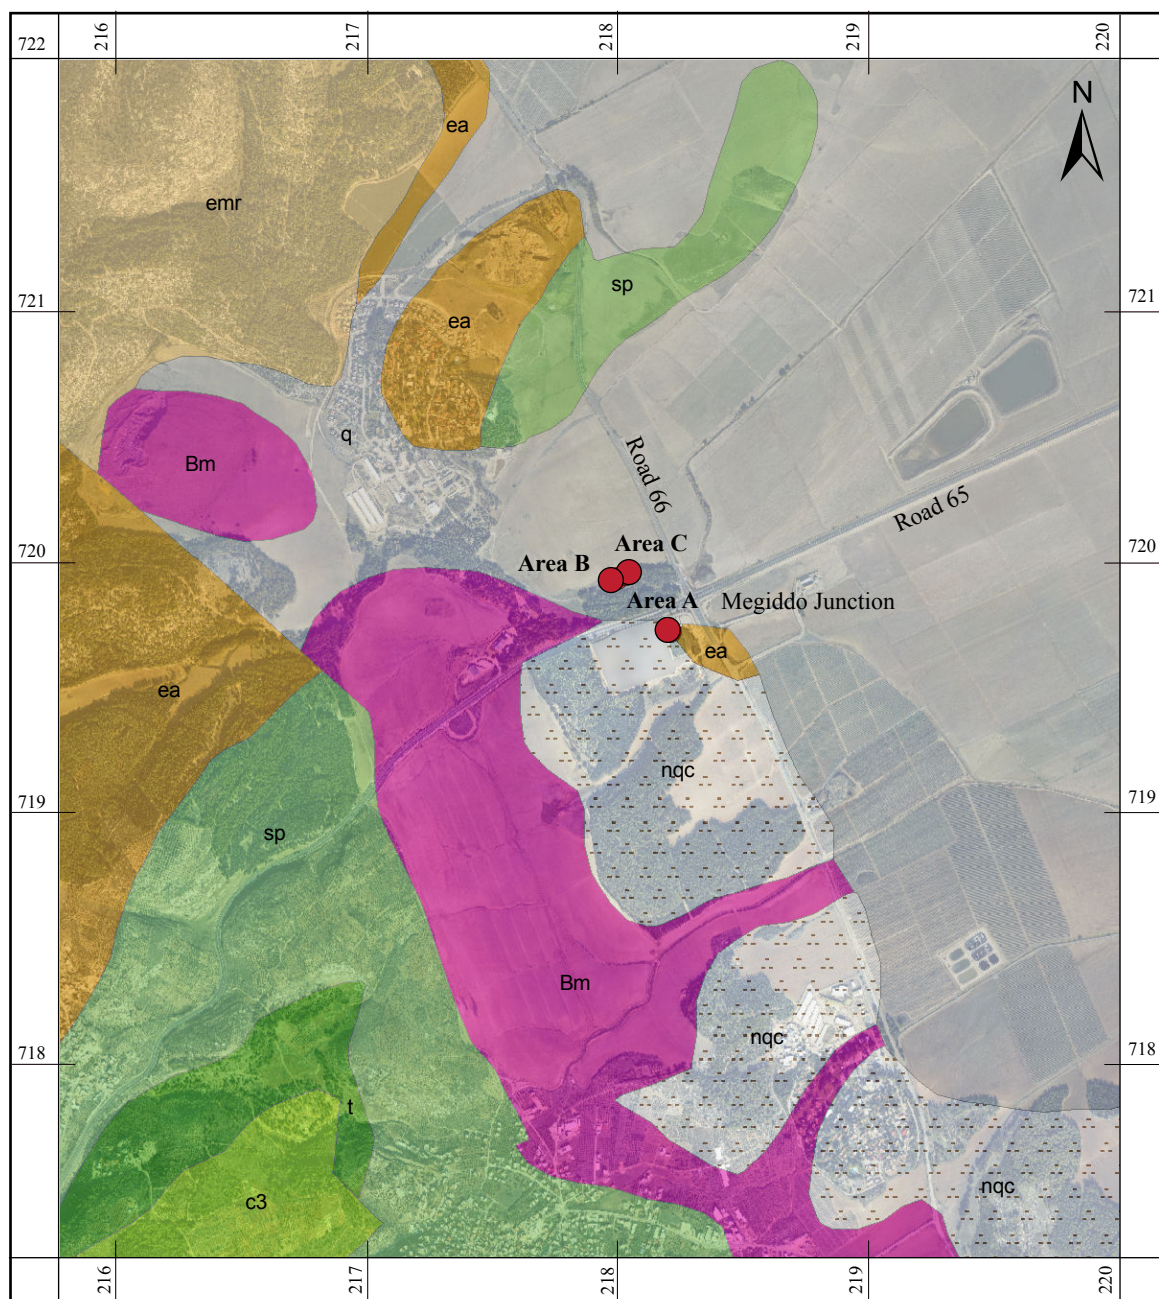 216 217 218 219 220
722
N
ea
emr
721 721
sp
ea
q
Road 66
Bm
Road 65
720 720
Area C
Area B
Area A
Megiddo Junction
ea
ea
nqc
719 719
sp
Bm
nqc
718 718
t
nqc
c3
216 217 218 219 220